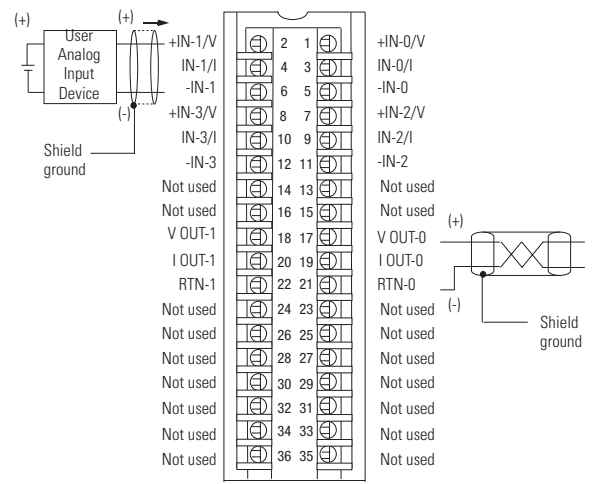 (+) (+)
User Analog Input Device
(-)
Shield ground
+IN-1/V 2 1 +IN-0/V
IN-1/I 4 3 IN-0/I
-IN-1 6 5 -IN-0
+IN-3/V 8 7 +IN-2/V
IN-3/I 10 9 IN-2/I
-IN-3 12 11 -IN-2
Not used 14 13 Not used
Not used 16 15 Not used
V OUT-1 18 17 V OUT-0
I OUT-1 20 19 I OUT-0
RTN-1 22 21 RTN-0
Not used 24 23 Not used
Not used 26 25 Not used
Not used 28 27 Not used
Not used 30 29 Not used
Not used 32 31 Not used
Not used 34 33 Not used
Not used 36 35 Not used
(+)
(-)
Shield
ground